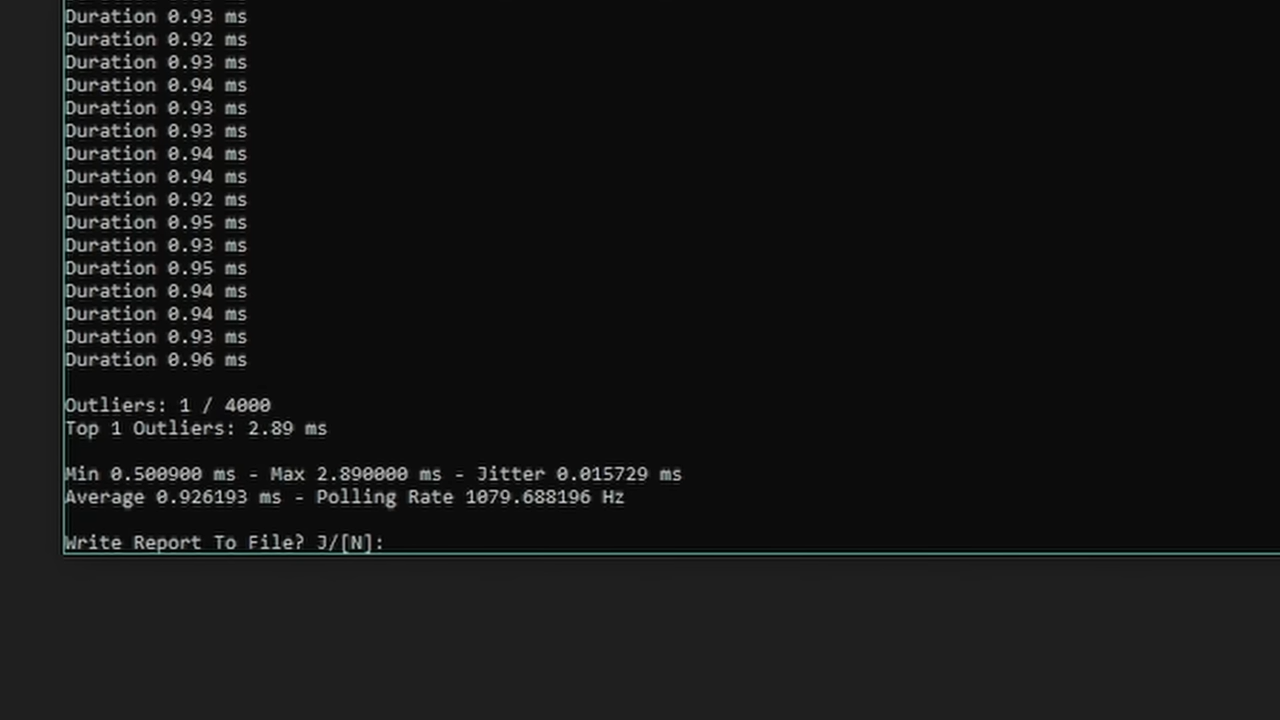 Duration 0.93 ms
Duration 0.92 ms
Duration 0.93 ms
Duration 0.94 ms
Duration 0.93 ms
Duration 0.93 ms
Duration 0.94 ms
Duration 0.94 ms
Duration 0.92 ms
Duration 0.95 ms
Duration 0.93 ms
Duration 0.95 ms
Duration 0.94 ms
Duration 0.94 ms
Duration 0.93 ms
Duration 0.96 ms
Outliers: 1 / 4000
Top 1 Outliers: 2.89 ms
Min 0.500900 ms - Max 2.890000 ms - Jitter 0.015729 ms
Average 0.926193 ms - Polling Rate 1079.688196 Hz
Write Report To File? J/[N]: